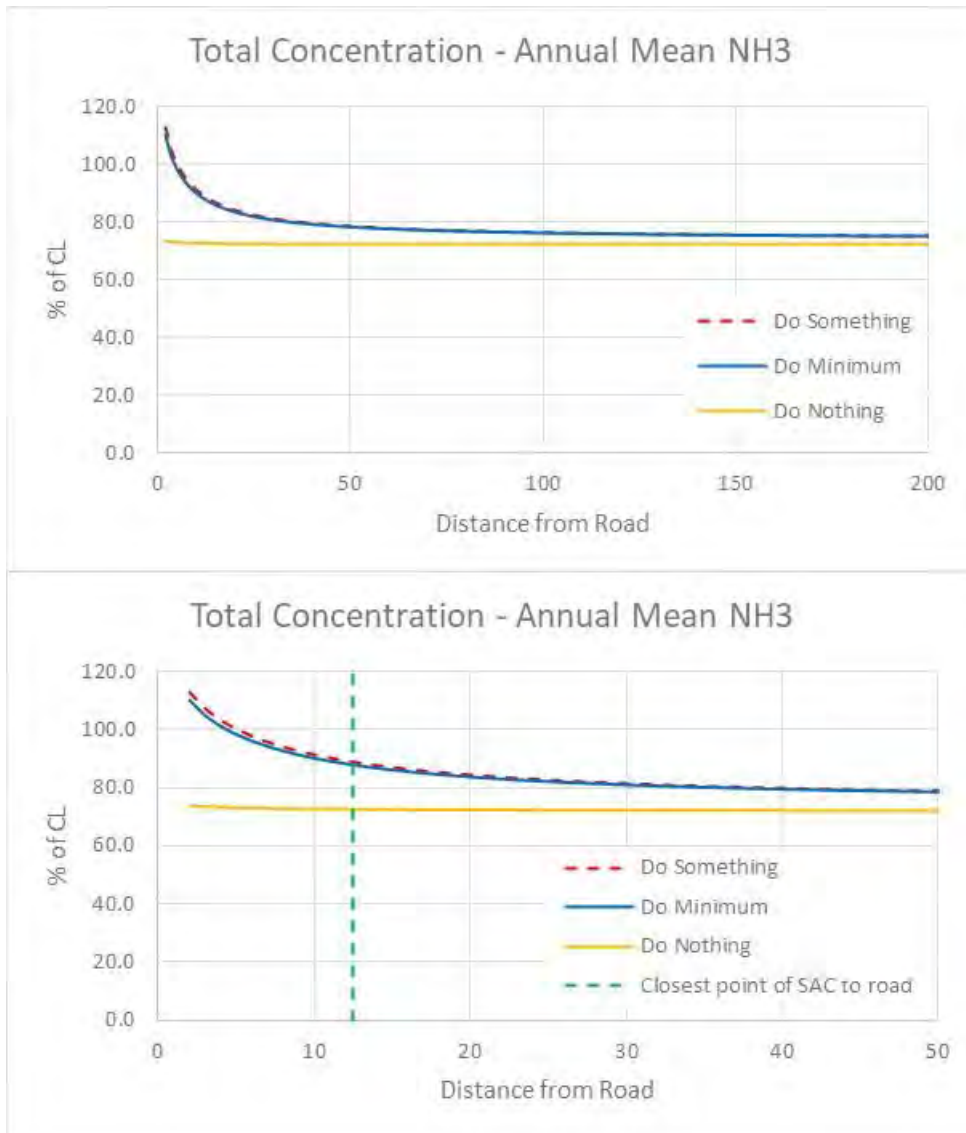 Total Concentration - Annual Mean NH3
120.0
100.0
80.0
60.0
40.0
20.0
0.0
% of CL
Do Something
Do Minimum
Do Nothing
0 50 100 150 200
Distance from Road
Total Concentration - Annual Mean NH3
120.0
100.0
80.0
60.0
40.0
20.0
0.0
% of CL
Do Something
Do Minimum
Do Nothing
Closest point of SAC to road
0 10 20 30 40 50
Distance from Road